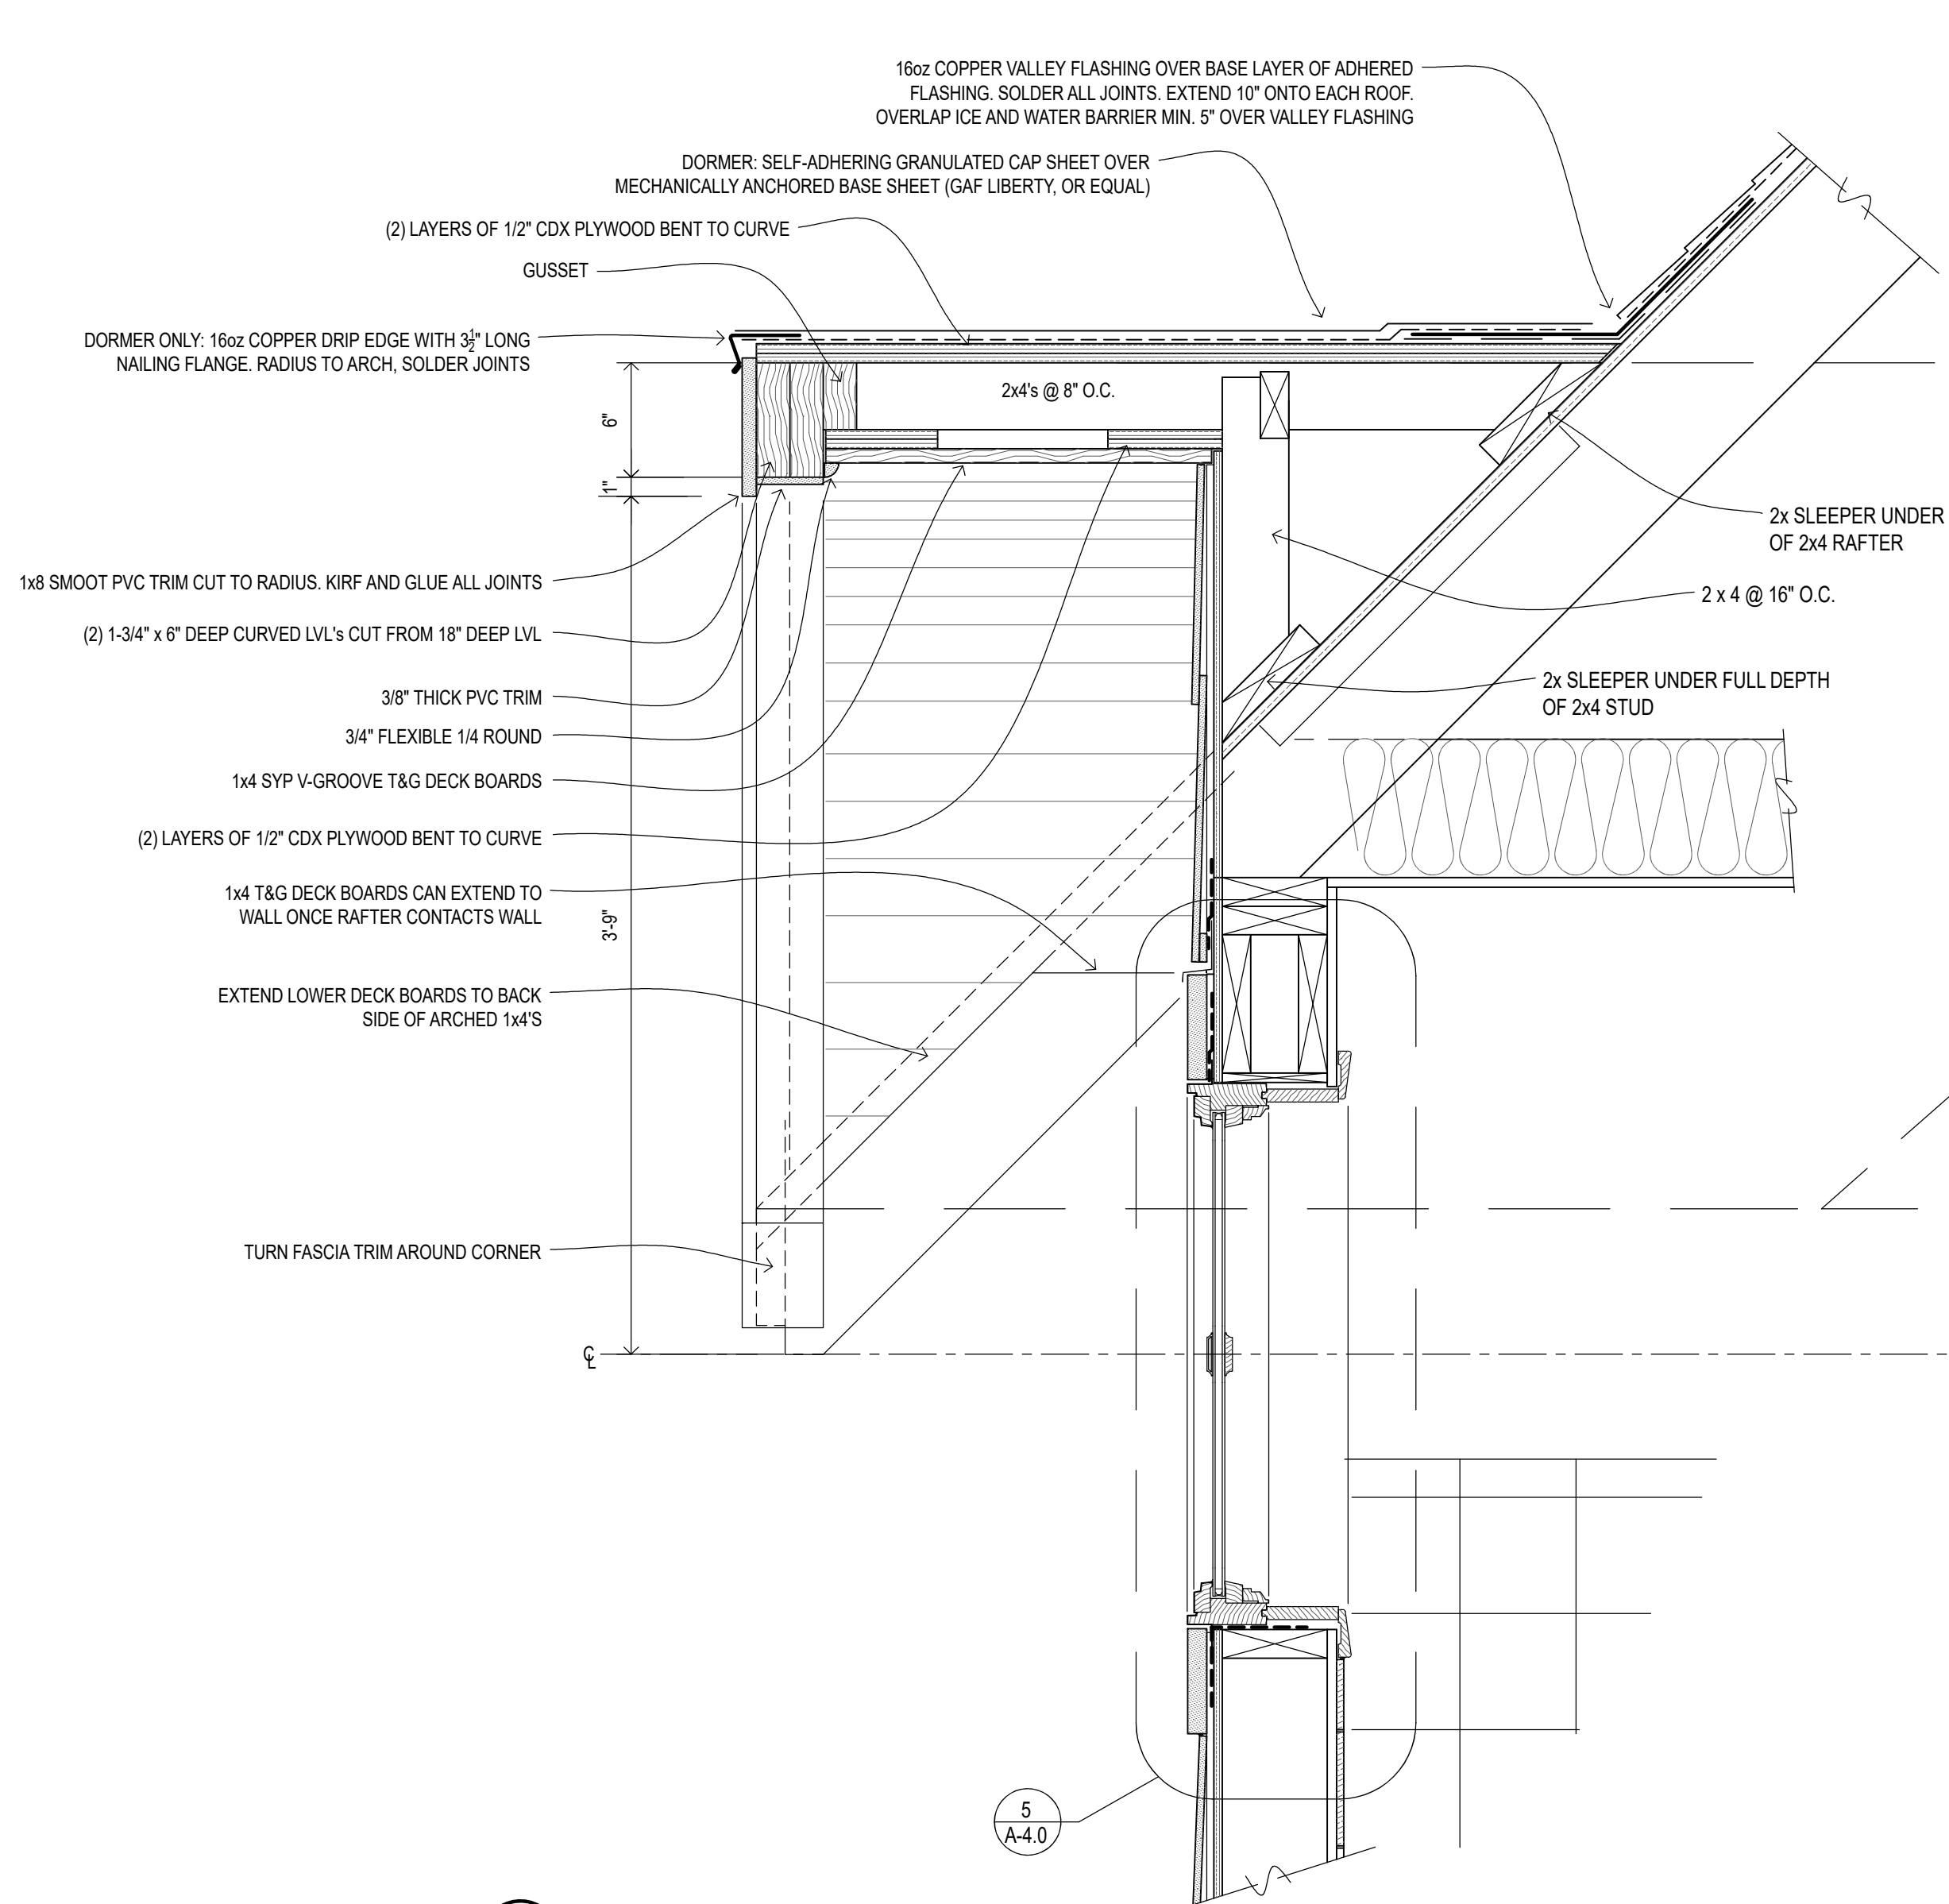 16oz COPPER VALLEY FLASHING OVER BASE LAYER OF ADHERED
FLASHING. SOLDER ALL JOINTS. EXTEND 10" ONTO EACH ROOF.
OVERLAP ICE AND WATER BARRIER MIN. 5" OVER VALLEY FLASHING
DORMER: SELF-ADHERING GRANULATED CAP SHEET OVER
MECHANICALLY ANCHORED BASE SHEET (GAF LIBERTY, OR EQUAL)
(2) LAYERS OF 1/2" CDX PLYWOOD BENT TO CURVE
GUSSET
DORMER ONLY: 16oz COPPER DRIP EDGE WITH 3½" LONG
NAILING FLANGE. RADIUS TO ARCH, SOLDER JOINTS
2x4's @ 8" O.C.
6"
1"
2x SLEEPER UNDER
OF 2x4 RAFTER
1x8 SMOOT PVC TRIM CUT TO RADIUS. KIRF AND GLUE ALL JOINTS
2 x 4 @ 16" O.C.
(2) 1-3/4" x 6" DEEP CURVED LVL's CUT FROM 18" DEEP LVL
2x SLEEPER UNDER FULL DEPTH
OF 2x4 STUD
3/8" THICK PVC TRIM
3/4" FLEXIBLE 1/4 ROUND
1x4 SYP V-GROOVE T&G DECK BOARDS
(2) LAYERS OF 1/2" CDX PLYWOOD BENT TO CURVE
1x4 T&G DECK BOARDS CAN EXTEND TO
WALL ONCE RAFTER CONTACTS WALL
3'-9"
EXTEND LOWER DECK BOARDS TO BACK
SIDE OF ARCHED 1x4'S
TURN FASCIA TRIM AROUND CORNER
℄
5
A-4.0